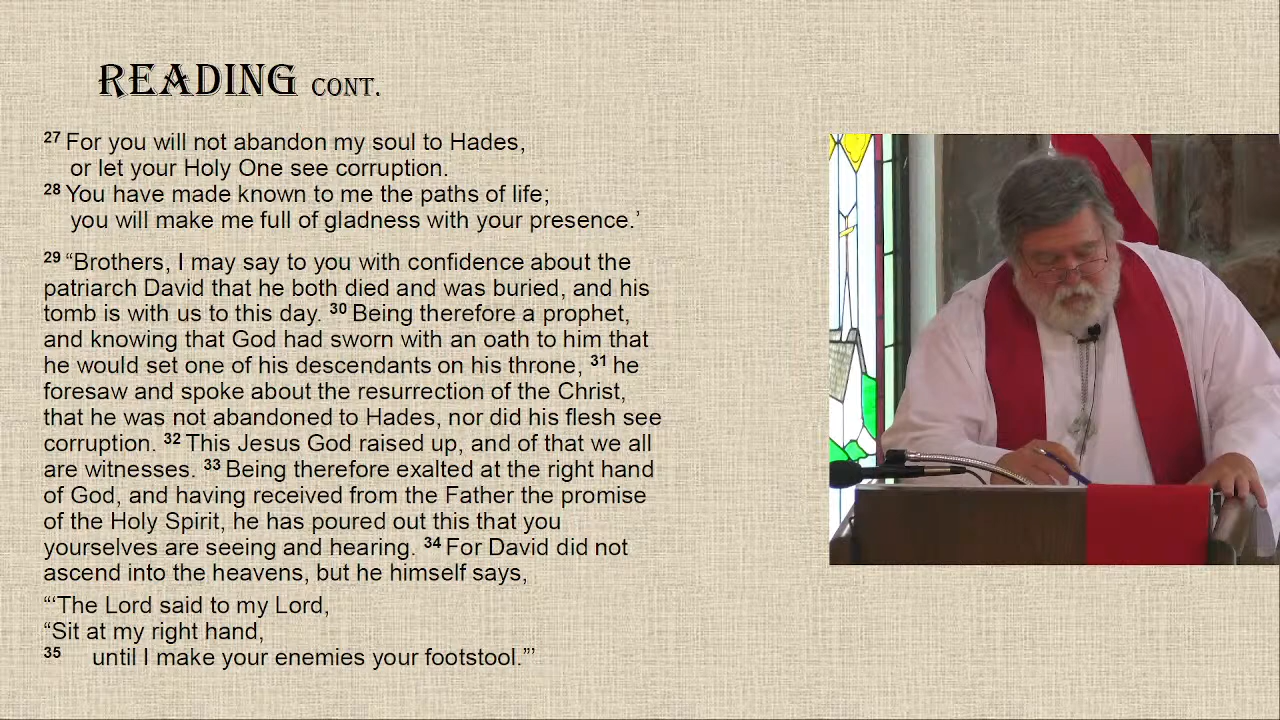 READING CONT.
27 For you will not abandon my soul to Hades,
or let your Holy One see corruption.
28 You have made known to me the paths of life;
you will make me full of gladness with your presence.’
29 “Brothers, I may say to you with confidence about the
patriarch David that he both died and was buried, and his
tomb is with us to this day. 30 Being therefore a prophet,
and knowing that God had sworn with an oath to him that
he would set one of his descendants on his throne, 31 he
foresaw and spoke about the resurrection of the Christ,
that he was not abandoned to Hades, nor did his flesh see
corruption. 32 This Jesus God raised up, and of that we all
are witnesses. 33 Being therefore exalted at the right hand
of God, and having received from the Father the promise
of the Holy Spirit, he has poured out this that you
yourselves are seeing and hearing. 34 For David did not
ascend into the heavens, but he himself says,
“‘The Lord said to my Lord,
“Sit at my right hand,
35 until I make your enemies your footstool.”’